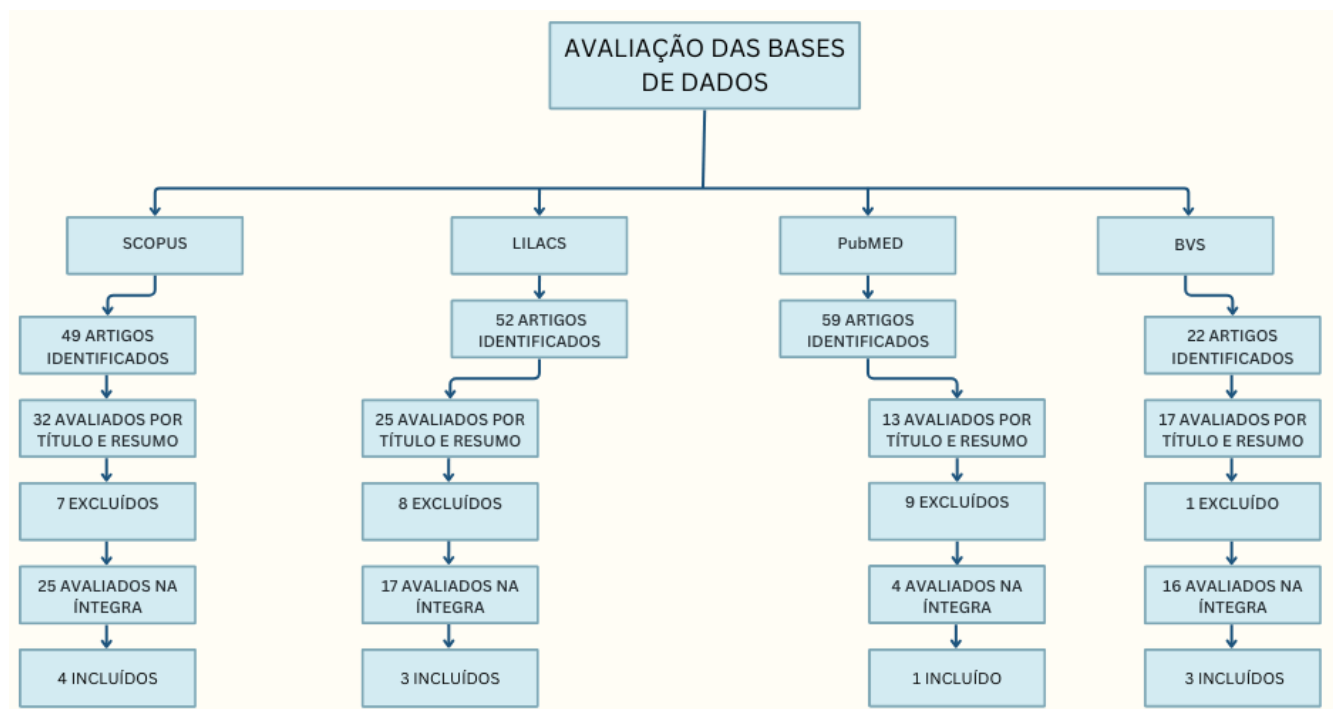 AVALIAÇÃO DAS BASES
DE DADOS
SCOPUS
LILACS
PubMED
BVS
49 ARTIGOS
IDENTIFICADOS
52 ARTIGOS
IDENTIFICADOS
59 ARTIGOS
IDENTIFICADOS
22 ARTIGOS
IDENTIFICADOS
32 AVALIADOS POR
TÍTULO E RESUMO
25 AVALIADOS POR
TÍTULO E RESUMO
13 AVALIADOS POR
TÍTULO E RESUMO
17 AVALIADOS POR
TÍTULO E RESUMO
7 EXCLUÍDOS
8 EXCLUÍDOS
9 EXCLUÍDOS
1 EXCLUÍDO
25 AVALIADOS NA
ÍNTEGRA
17 AVALIADOS NA
ÍNTEGRA
4 AVALIADOS NA
ÍNTEGRA
16 AVALIADOS NA
ÍNTEGRA
4 INCLUÍDOS
3 INCLUÍDOS
1 INCLUÍDO
3 INCLUÍDOS